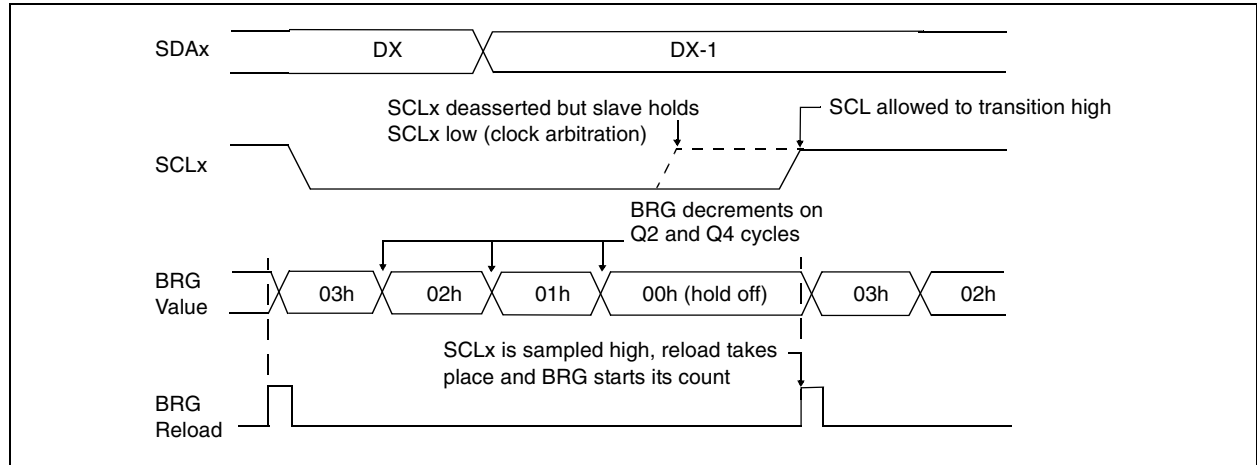 SDAx
DX
DX-1
SCLx deasserted but slave holds
SCLx low (clock arbitration)
SCL allowed to transition high
SCLx
BRG decrements on
Q2 and Q4 cycles
BRG
Value
03h
02h
01h
00h (hold off)
03h
02h
SCLx is sampled high, reload takes
place and BRG starts its count
BRG
Reload